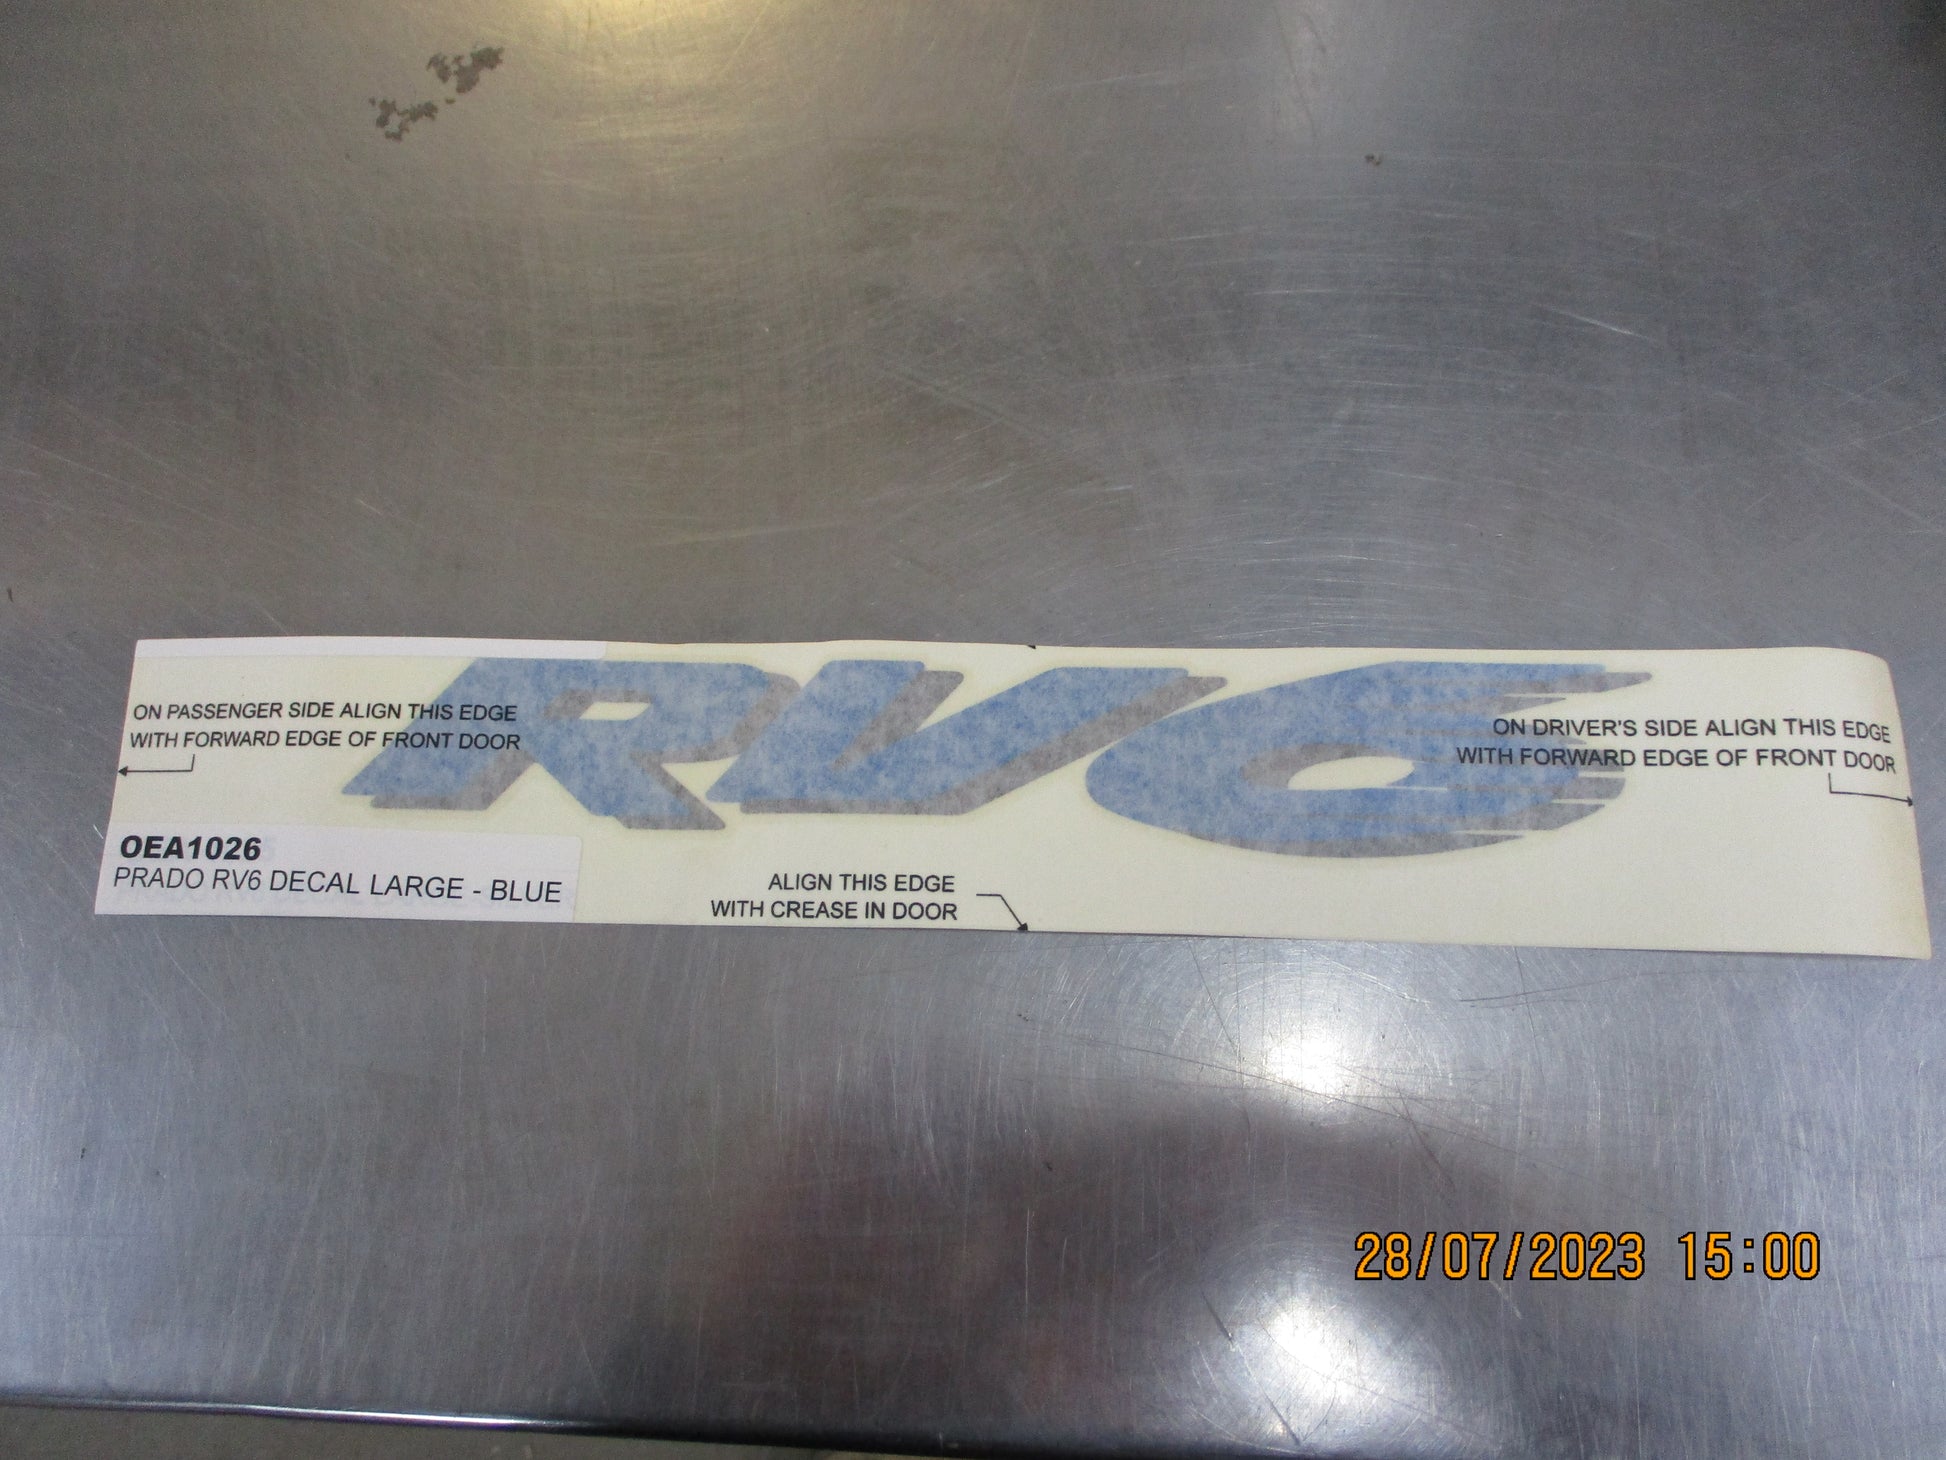 RV6
ON PASSENGER SIDE ALIGN THIS EDGE
WITH FORWARD EDGE OF FRONT DOOR
ON DRIVER'S SIDE ALIGN THIS EDGE
WITH FORWARD EDGE OF FRONT DOOR
OEA1026
PRADO RV6 DECAL LARGE - BLUE
ALIGN THIS EDGE
WITH CREASE IN DOOR
28/07/2023 15:00